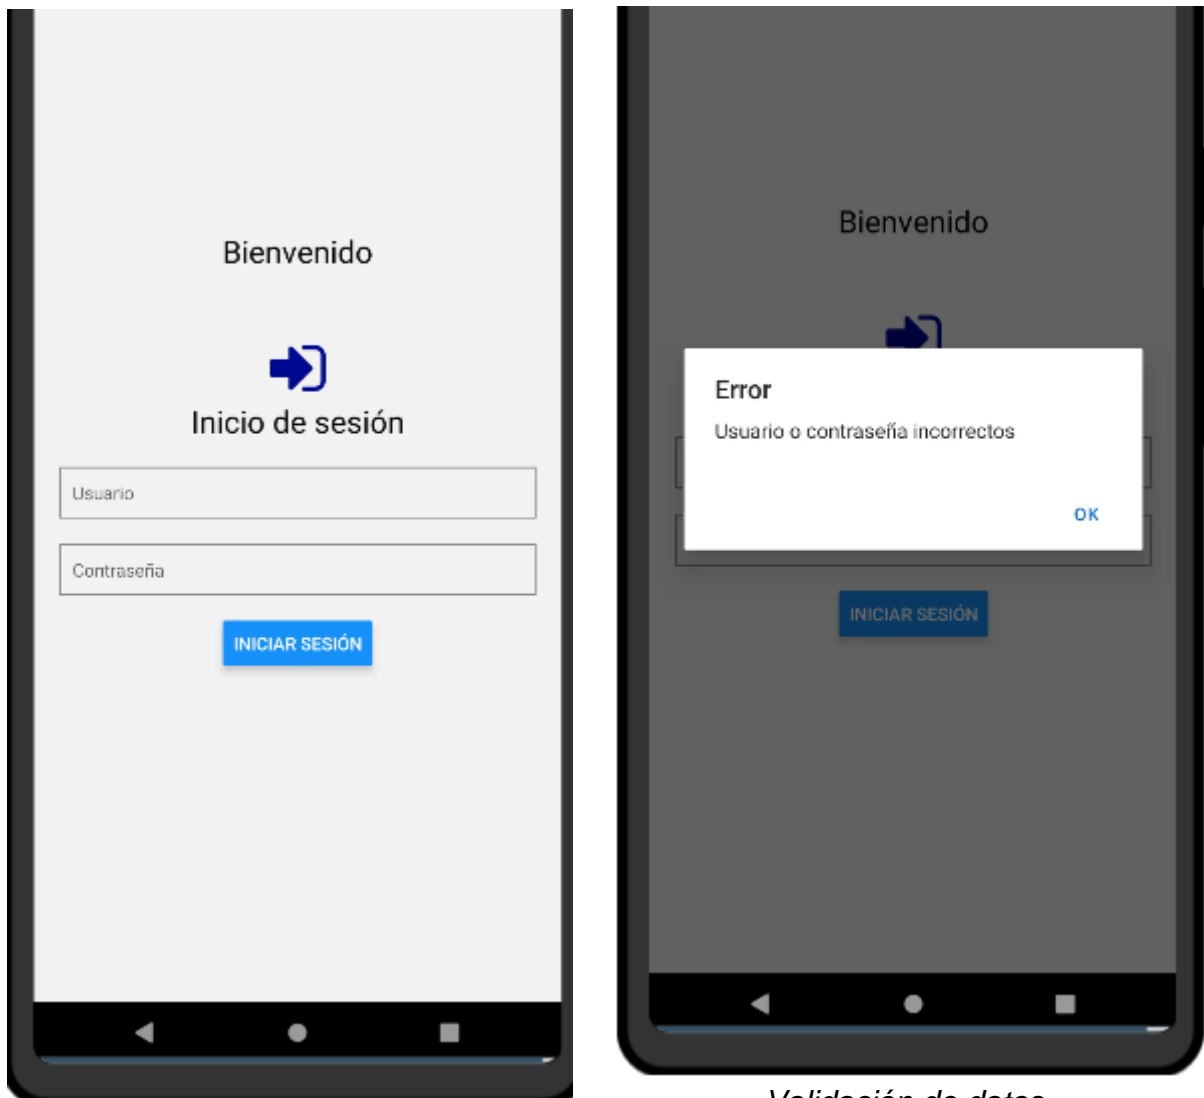 Bienvenido
Inicio de sesión
Usuario
Contraseña
INICIAR SESIÓN
Bienvenido
Error
Usuario o contraseña incorrectos
OK
INICIAR SESIÓN
Validación de datos